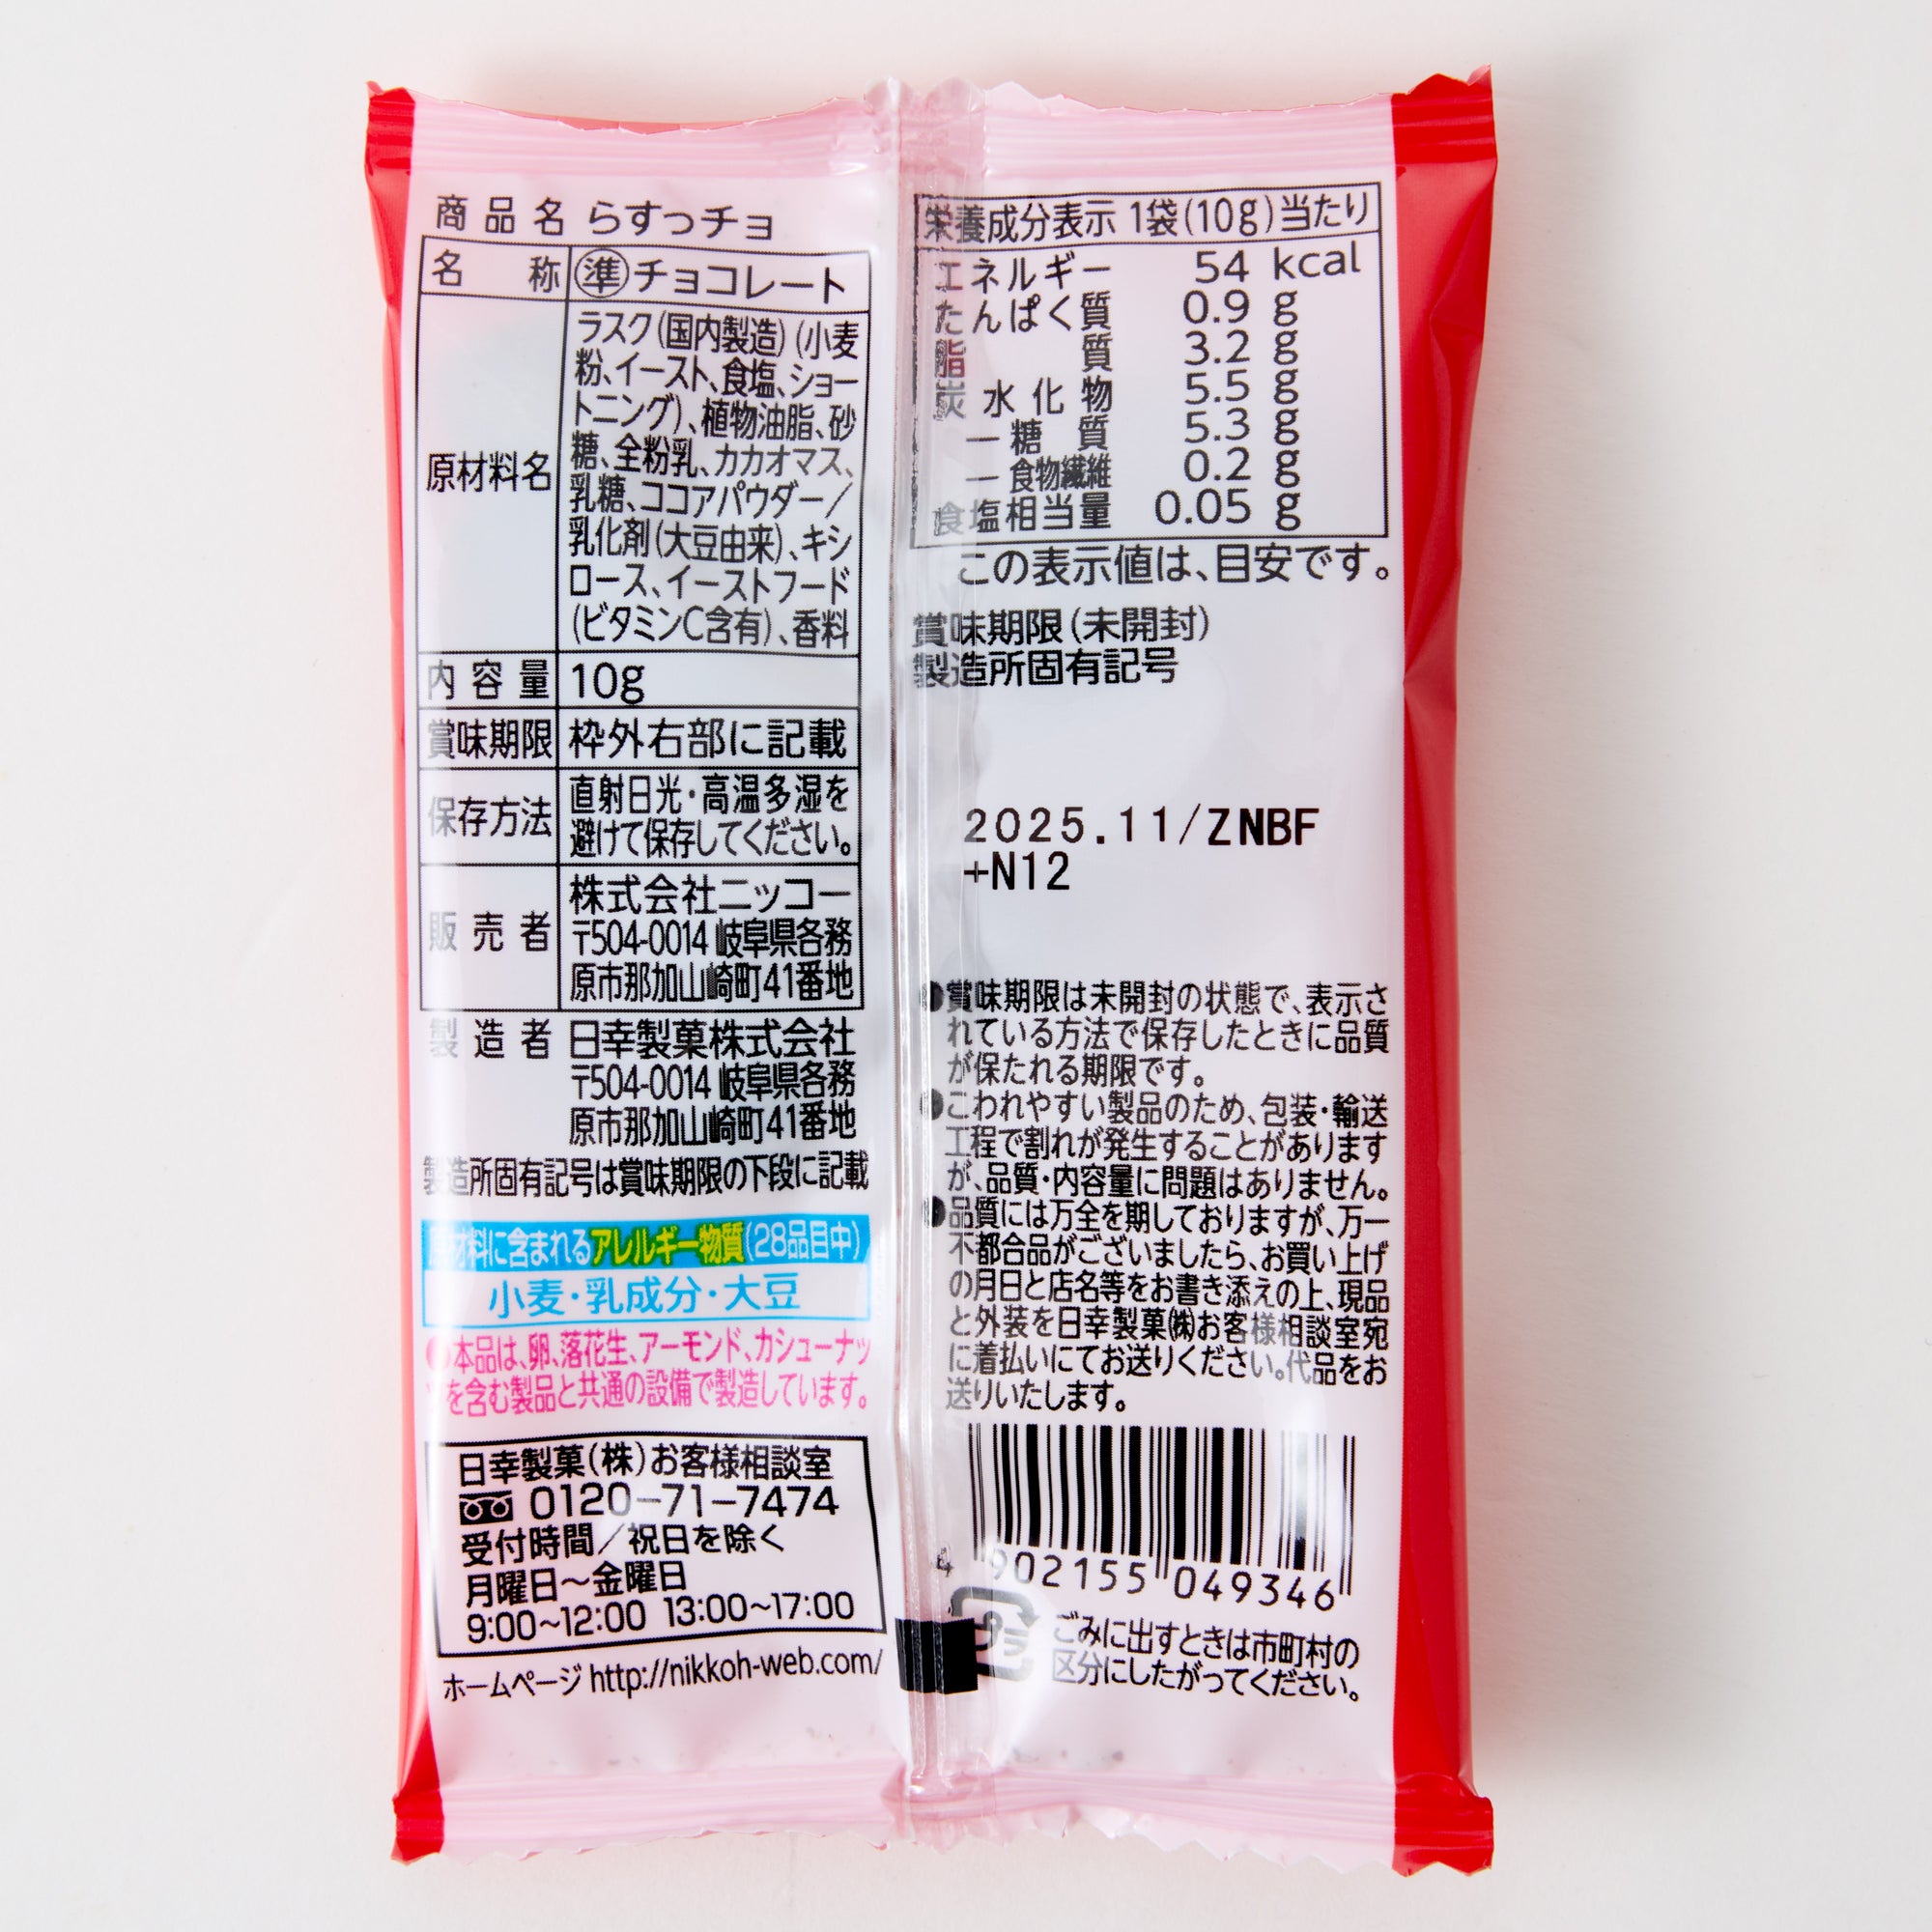 商品名 らすっチョ
名称 準チョコレート
原材料名
ラスク(国内製造)(小麦
粉、イースト、食塩、ショー
トニング)、植物油脂、砂
糖、全粉乳、カカオマス、
乳糖、ココアパウダー/
乳化剤(大豆由来)、キシ
ロース、イーストフード
(ビタミンC含有)、香料
内容量 10g
賞味期限 枠外右部に記載
保存方法
直射日光・高温多湿を
避けて保存してください。
販売者
株式会社ニッコー
〒504-0014 岐阜県各務
原市那加山崎町41番地
製造者 日幸製菓株式会社
〒504-0014 岐阜県各務
原市那加山崎町41番地
製造所固有記号は賞味期限の下段に記載
原材料に含まれるアレルギー物質(28品目中)
小麦・乳成分・大豆
●本品は、卵、落花生、アーモンド、カシューナッ
ツを含む製品と共通の設備で製造しています。
日幸製菓(株)お客様相談室
0120-71-7474
受付時間/祝日を除く
月曜日~金曜日
9:00~12:00 13:00~17:00
ホームページ http://nikkoh-web.com/
栄養成分表示 1袋(10g)当たり
エネルギー 54 kcal
たんぱく質 0.9 g
脂質 3.2 g
炭水化物 5.5 g
―糖質 5.3 g
―食物繊維 0.2 g
食塩相当量 0.05 g
この表示値は、目安です。
賞味期限(未開封)
製造所固有記号
2025.11/ZNBF
+N12
●賞味期限は未開封の状態で、表示さ
れている方法で保存したときに品質
が保たれる期限です。
●こわれやすい製品のため、包装・輸送
工程で割れが発生することがあります
が、品質・内容量に問題はありません。
●品質には万全を期しておりますが、万一
不都合品がございましたら、お買い上げ
の月日と店名等をお書き添えの上、現品
と外装を日幸製菓㈱お客様相談室宛
に着払いにてお送りください。代品をお
送りいたします。
4 902155 049346
ごみに出すときは市町村の
区分にしたがってください。